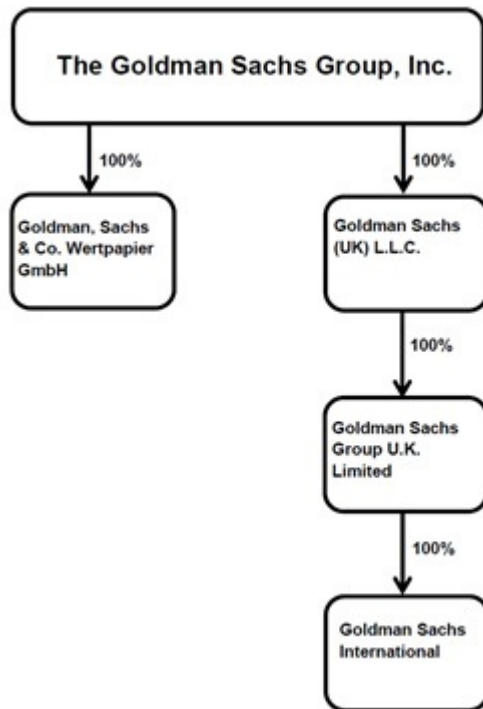 The Goldman Sachs Group, Inc.
100%
100%
Goldman, Sachs
& Co. Wertpapier
GmbH
Goldman Sachs
(UK) L.L.C.
100%
Goldman Sachs
Group U.K.
Limited
100%
Goldman Sachs
International